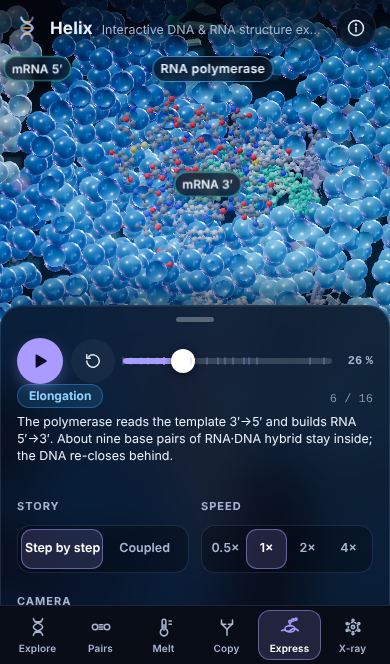 Helix Interactive DNA & RNA structure ex...
mRNA 5′
RNA polymerase
mRNA 3′
26 %
Elongation
6 / 16
The polymerase reads the template 3′→5′ and builds RNA
5′→3′. About nine base pairs of RNA·DNA hybrid stay inside;
the DNA re-closes behind.
STORY
SPEED
Step by step
Coupled
0.5×
1×
2×
4×
CAMERA
Explore
Pairs
Melt
Copy
Express
X-ray